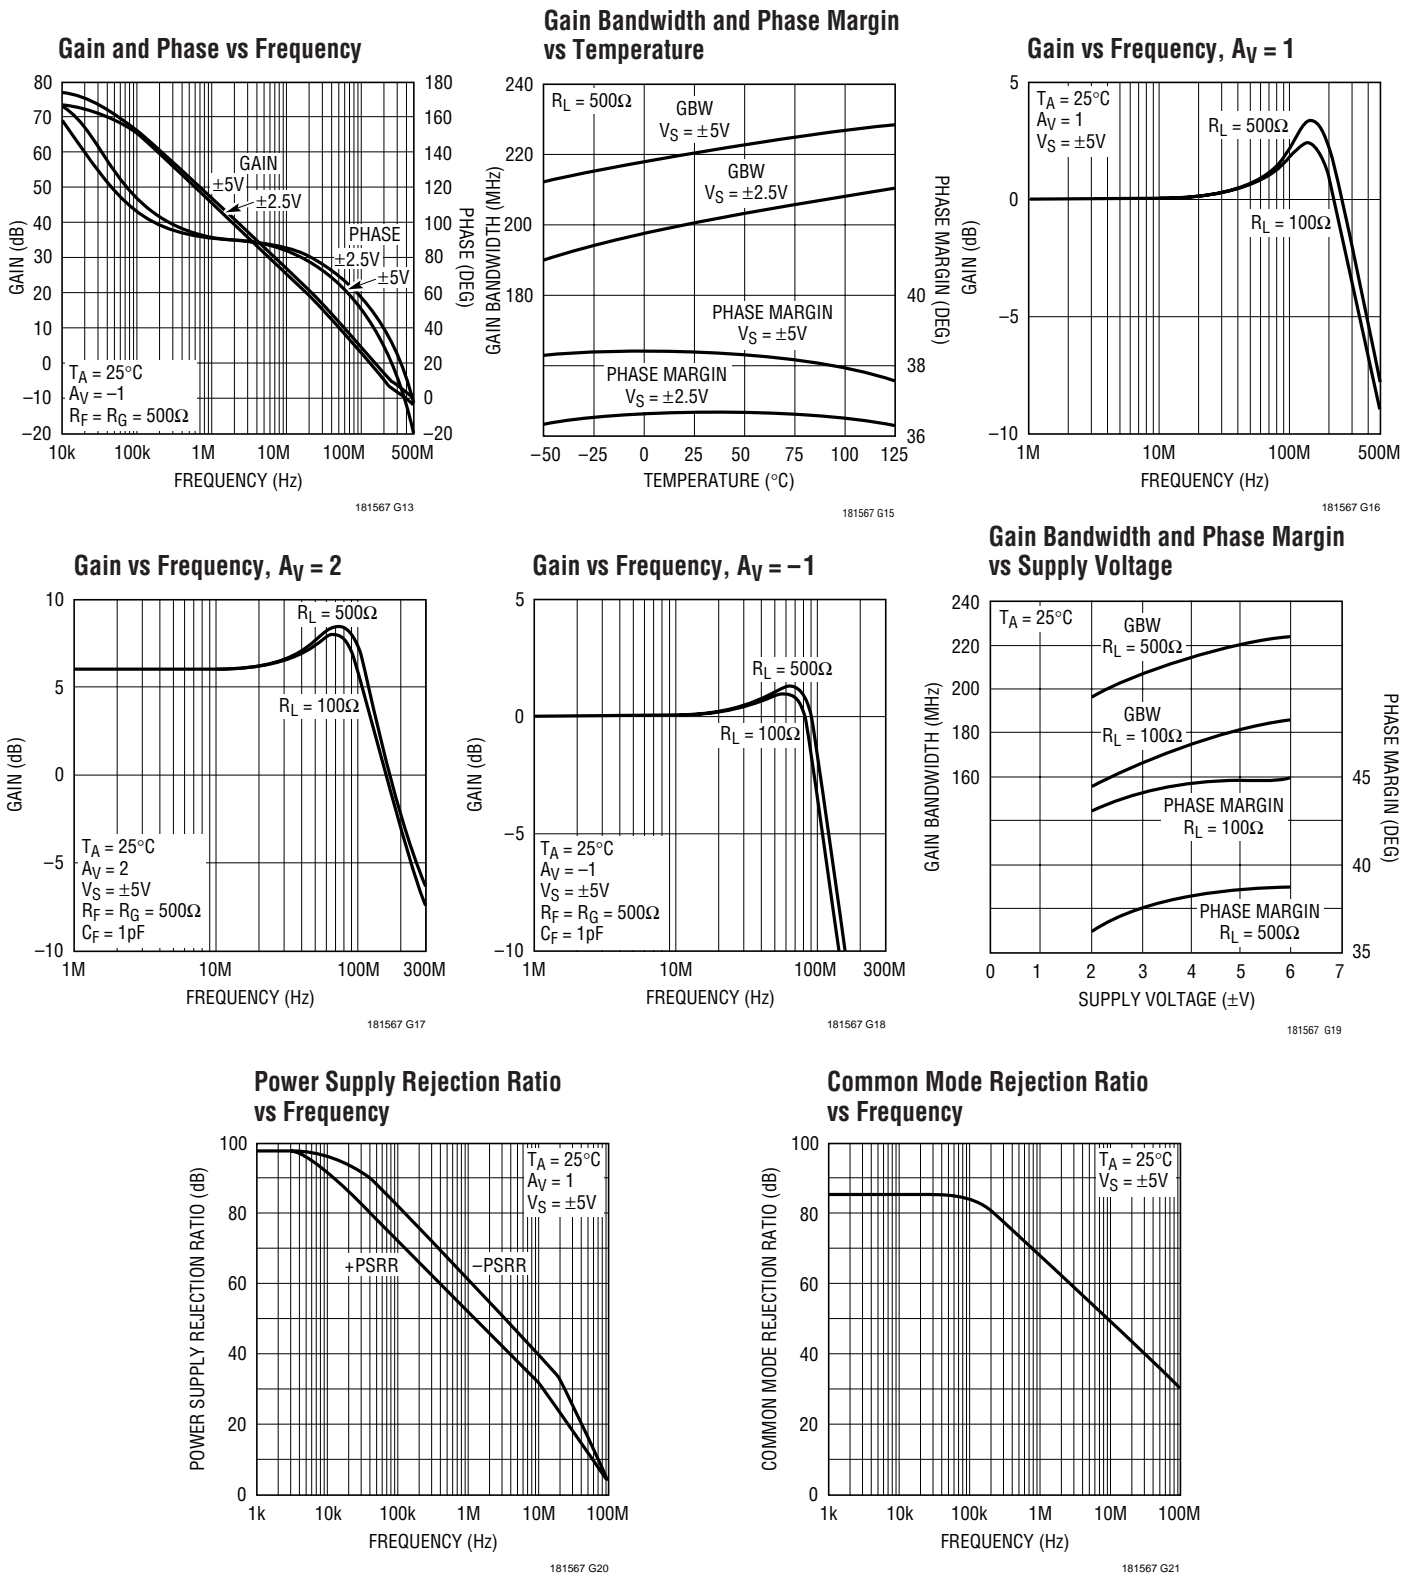 Gain and Phase vs Frequency
80
70
60
50
40
30
20
10
0
–10
–20
180
160
140
120
100
80
60
40
20
0
–20
GAIN (dB)
PHASE (DEG)
GAIN
±5V
±2.5V
PHASE
±2.5V
±5V
TA = 25°C
AV = –1
RF = RG = 500Ω
10k 100k 1M 10M 100M 500M
FREQUENCY (Hz)
181567 G13
Gain Bandwidth and Phase Margin
vs Temperature
240
220
200
180
40
38
36
GAIN BANDWIDTH (MHz)
PHASE MARGIN (DEG)
RL = 500Ω
GBW
VS = ±5V
GBW
VS = ±2.5V
PHASE MARGIN
VS = ±5V
PHASE MARGIN
VS = ±2.5V
–50 –25 0 25 50 75 100 125
TEMPERATURE (°C)
181567 G15
Gain vs Frequency, AV = 1
5
0
–5
–10
GAIN (dB)
TA = 25°C
AV = 1
VS = ±5V
RL = 500Ω
RL = 100Ω
1M 10M 100M 500M
FREQUENCY (Hz)
181567 G16
Gain vs Frequency, AV = 2
10
5
0
–5
–10
GAIN (dB)
RL = 500Ω
RL = 100Ω
TA = 25°C
AV = 2
VS = ±5V
RF = RG = 500Ω
CF = 1pF
1M 10M 100M 300M
FREQUENCY (Hz)
181567 G17
Gain vs Frequency, AV = –1
5
0
–5
–10
GAIN (dB)
RL = 500Ω
RL = 100Ω
TA = 25°C
AV = –1
VS = ±5V
RF = RG = 500Ω
CF = 1pF
1M 10M 100M 300M
FREQUENCY (Hz)
181567 G18
Gain Bandwidth and Phase Margin
vs Supply Voltage
240
220
200
180
160
45
40
35
GAIN BANDWIDTH (MHz)
PHASE MARGIN (DEG)
TA = 25°C
GBW
RL = 500Ω
GBW
RL = 100Ω
PHASE MARGIN
RL = 100Ω
PHASE MARGIN
RL = 500Ω
0 1 2 3 4 5 6 7
SUPPLY VOLTAGE (±V)
181567 G19
Power Supply Rejection Ratio
vs Frequency
100
80
60
40
20
0
POWER SUPPLY REJECTION RATIO (dB)
TA = 25°C
AV = 1
VS = ±5V
+PSRR
–PSRR
1k 10k 100k 1M 10M 100M
FREQUENCY (Hz)
181567 G20
Common Mode Rejection Ratio
vs Frequency
100
80
60
40
20
0
COMMON MODE REJECTION RATIO (dB)
TA = 25°C
VS = ±5V
1k 10k 100k 1M 10M 100M
FREQUENCY (Hz)
181567 G21